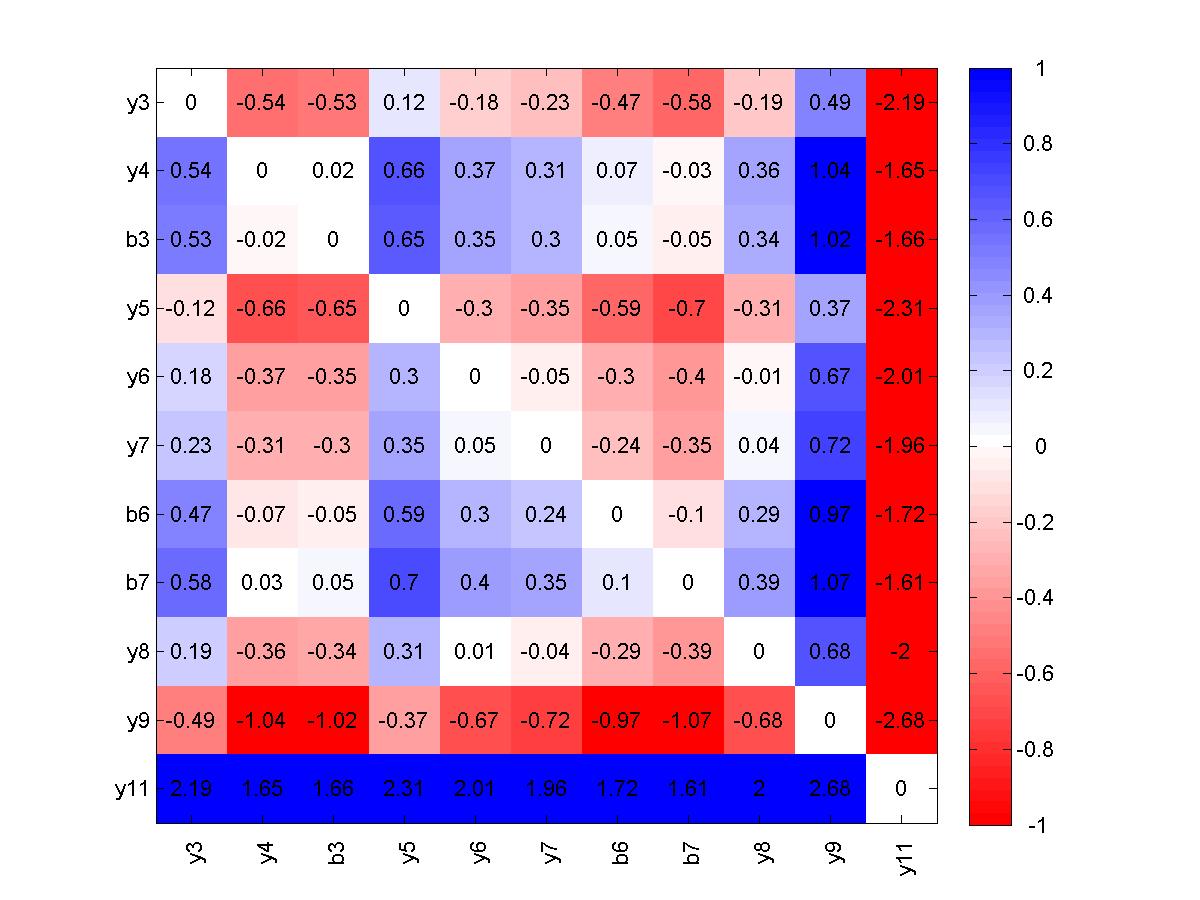 y3 0 -0.54 -0.53 0.12 -0.18 -0.23 -0.47 -0.58 -0.19 0.49 -2.19
y4 0.54 0 0.02 0.66 0.37 0.31 0.07 -0.03 0.36 1.04 -1.65
b3 0.53 -0.02 0 0.65 0.35 0.3 0.05 -0.05 0.34 1.02 -1.66
y5 -0.12 -0.66 -0.65 0 -0.3 -0.35 -0.59 -0.7 -0.31 0.37 -2.31
y6 0.18 -0.37 -0.35 0.3 0 -0.05 -0.3 -0.4 -0.01 0.67 -2.01
y7 0.23 -0.31 -0.3 0.35 0.05 0 -0.24 -0.35 0.04 0.72 -1.96
b6 0.47 -0.07 -0.05 0.59 0.3 0.24 0 -0.1 0.29 0.97 -1.72
b7 0.58 0.03 0.05 0.7 0.4 0.35 0.1 0 0.39 1.07 -1.61
y8 0.19 -0.36 -0.34 0.31 0.01 -0.04 -0.29 -0.39 0 0.68 -2
y9 -0.49 -1.04 -1.02 -0.37 -0.67 -0.72 -0.97 -1.07 -0.68 0 -2.68
y11 2.19 1.65 1.66 2.31 2.01 1.96 1.72 1.61 2 2.68 0
y3 y4 b3 y5 y6 y7 b6 b7 y8 y9 y11
1
0.8
0.6
0.4
0.2
0
-0.2
-0.4
-0.6
-0.8
-1